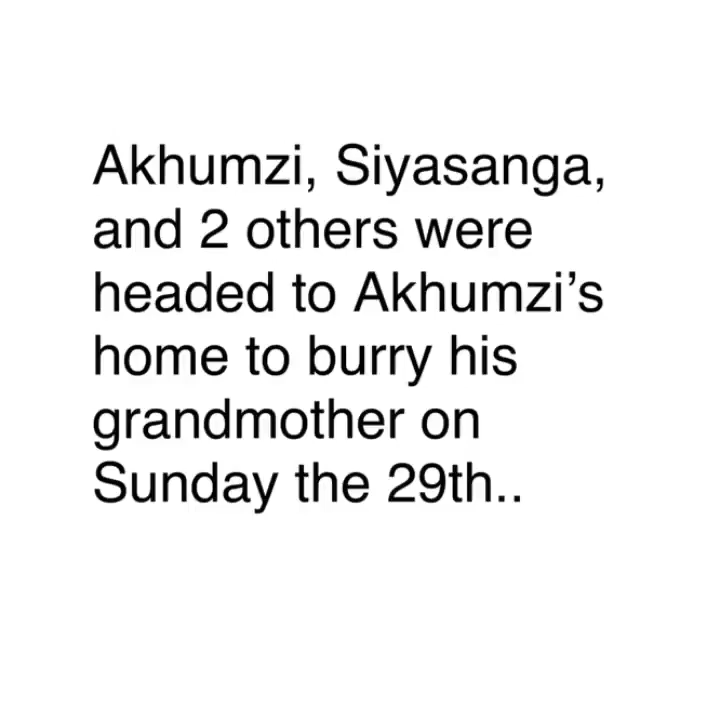 Akhumzi, Siyasanga,
and 2 others were
headed to Akhumzi’s
home to burry his
grandmother on
Sunday the 29th..